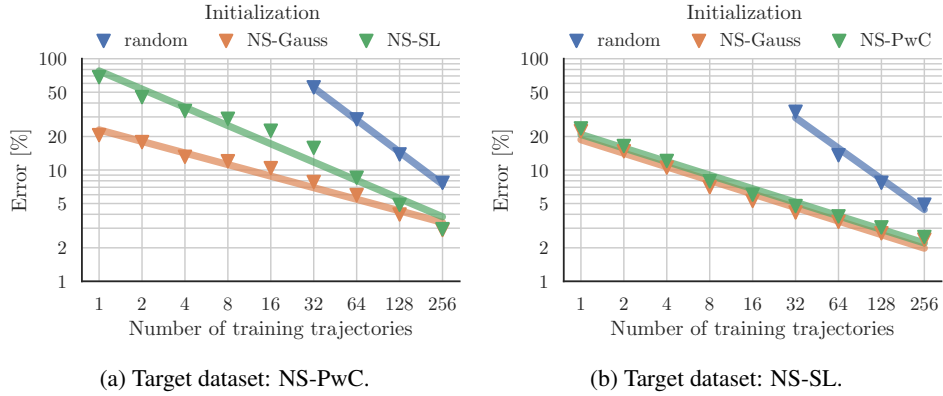 Initialization
random NS-Gauss NS-SL
100
50
20
10
5
2
1
Error [%]
1 2 4 8 16 32 64 128 256
Number of training trajectories
(a) Target dataset: NS-PwC.
Initialization
random NS-Gauss NS-PwC
100
50
20
10
5
2
1
Error [%]
1 2 4 8 16 32 64 128 256
Number of training trajectories
(b) Target dataset: NS-SL.